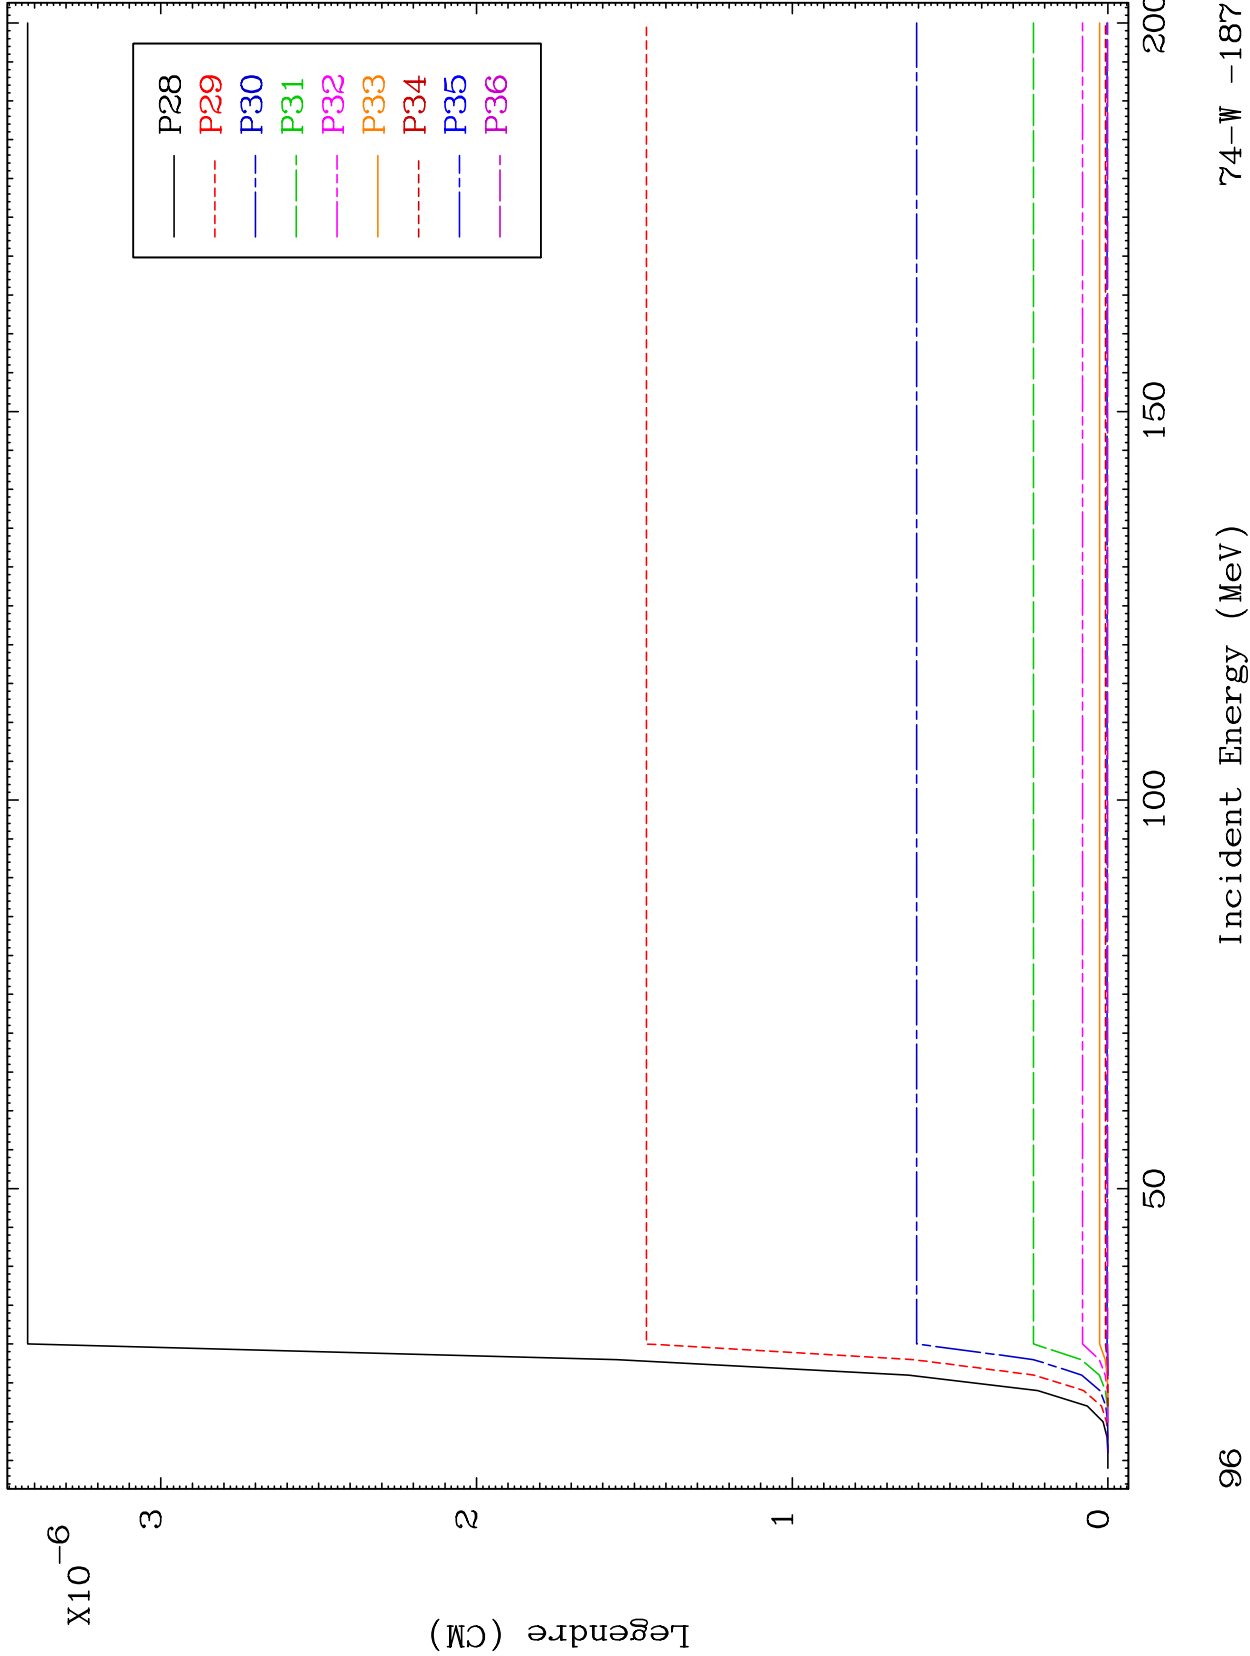 X10-6
3
2
1
0
Legendre (CM)
P28
P29
P30
P31
P32
P33
P34
P35
P36
50
100
150
200
Incident Energy (MeV)
96
74-W -187